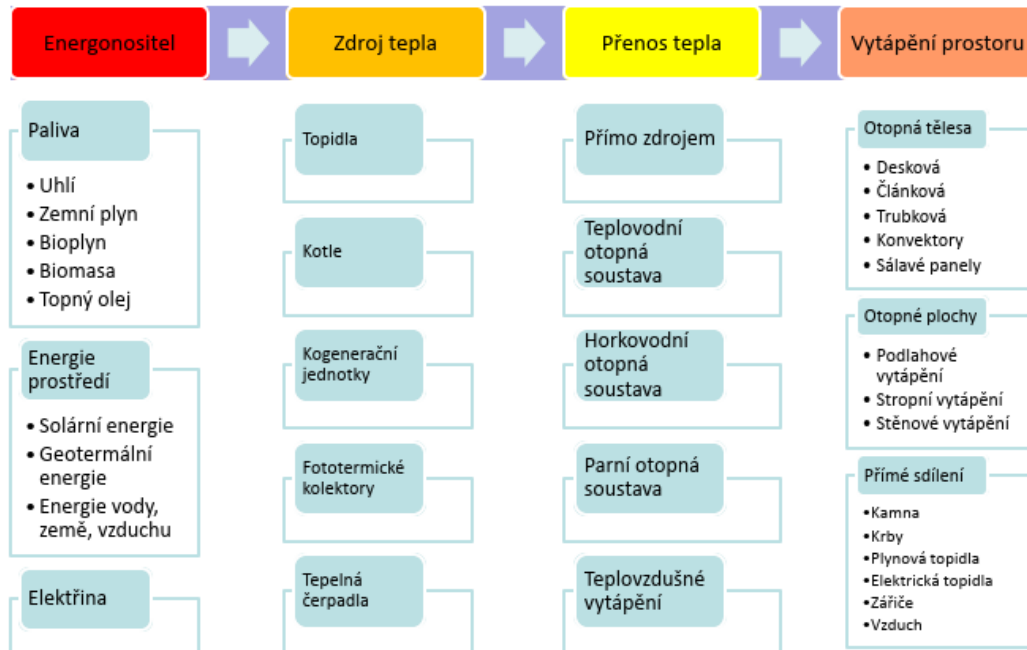 Energonositel
Zdroj tepla
Přenos tepla
Vytápění prostoru
Paliva
• Uhlí
• Zemní plyn
• Bioplyn
• Biomasa
• Topný olej
Energie
prostředí
• Solární energie
• Geotermální
energie
• Energie vody,
země, vzduchu
Elektřina
Topidla
Kotle
Kogenerační
jednotky
Fototermické
kolektory
Tepelná
čerpadla
Přímo zdrojem
Teplovodní
otopná
soustava
Horkovodní
otopná
soustava
Parní otopná
soustava
Teplovzdušné
vytápění
Otopná tělesa
• Desková
• Článková
• Trubková
• Konvektory
• Sálavé panely
Otopné plochy
• Podlahové
vytápění
• Stropní vytápění
• Stěnové vytápění
Přímé sdílení
•Kamna
•Krby
•Plynová topidla
•Elektrická topidla
•Zářiče
•Vzduch